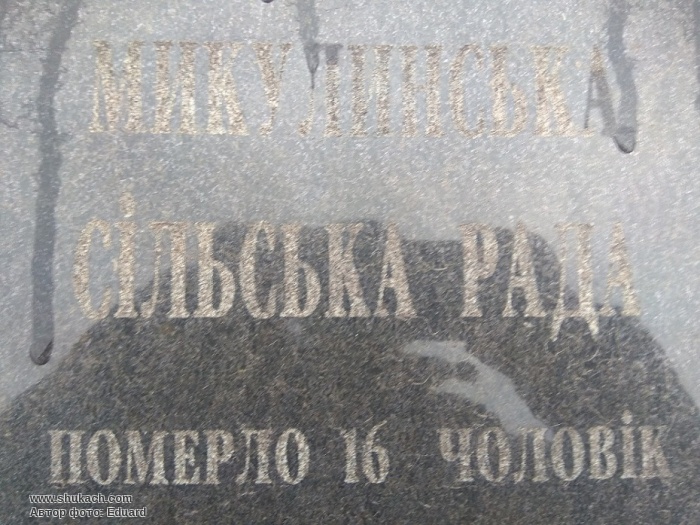 МИКУЛИНСЬКА
СІЛЬСЬКА РАДА
ПОМЕРЛО 16 ЧОЛОВІК
www.shukach.com
Автор фото: Eduard